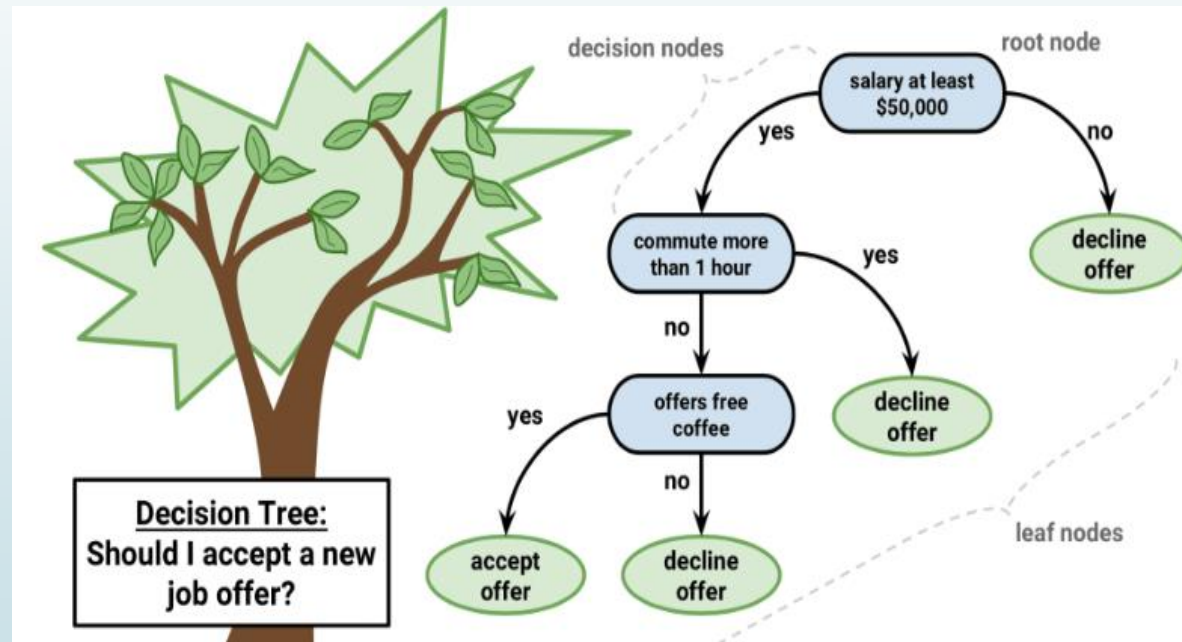 decision nodes
root node
salary at least
$50,000
yes
no
commute more
than 1 hour
yes
decline
offer
no
offers free
coffee
decline
offer
yes
no
Decision Tree:
Should I accept a new
job offer?
accept
offer
decline
offer
leaf nodes